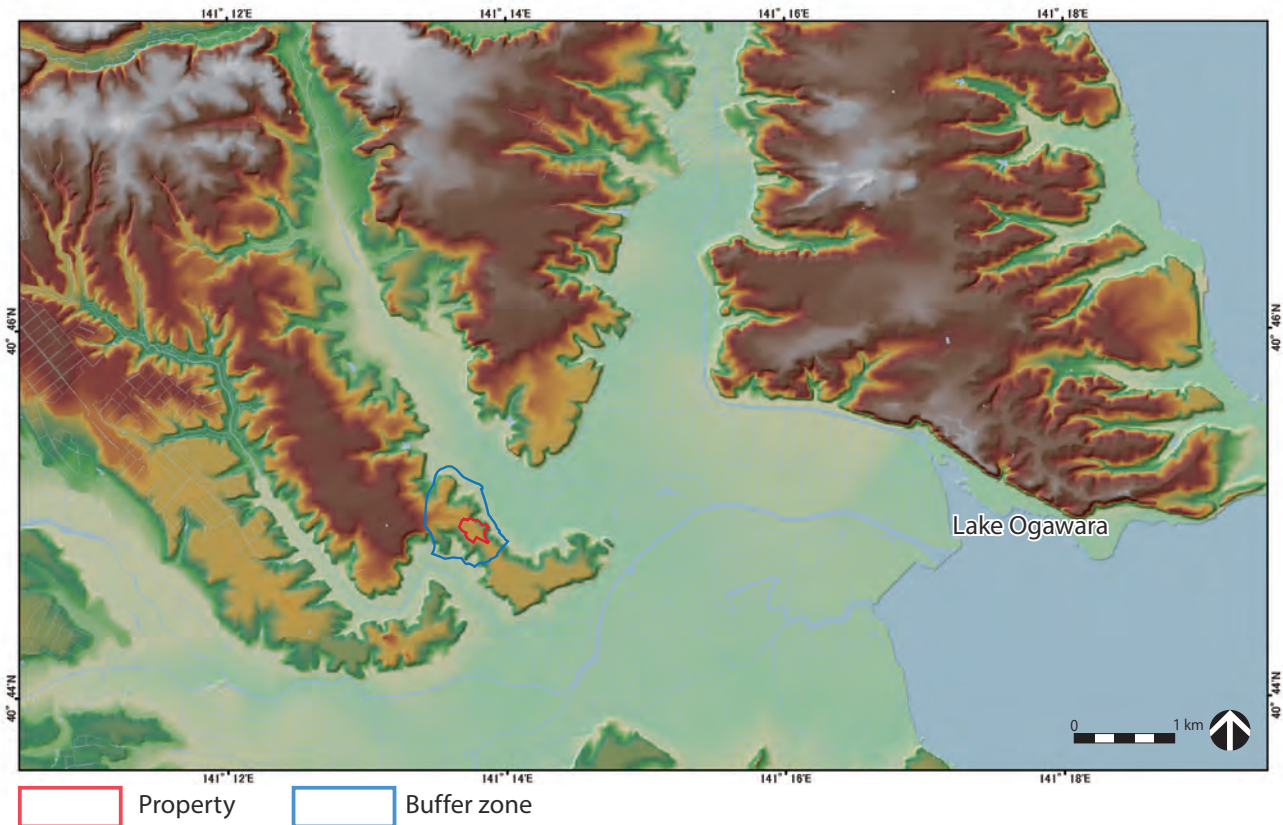 141° 12'E 141° 14'E 141° 16'E 141° 18'E
40° 46'N 40° 46'N
Lake Ogawara
40° 44'N 40° 44'N
0 1 km
141° 12'E 141° 14'E 141° 16'E 141° 18'E
Property Buffer zone